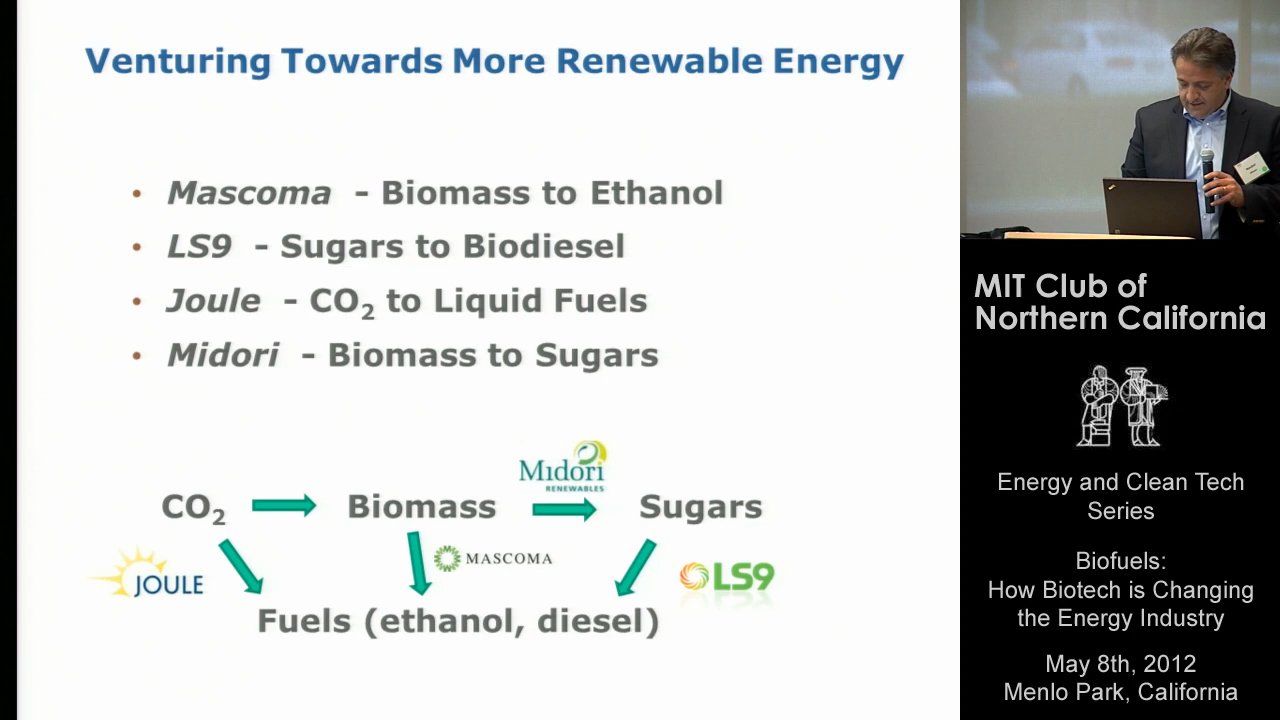 Venturing Towards More Renewable Energy
• Mascoma - Biomass to Ethanol
• LS9 - Sugars to Biodiesel
• Joule - CO₂ to Liquid Fuels
• Midori - Biomass to Sugars
Midori
RENEWABLES
CO₂ Biomass Sugars
JOULE
MASCOMA
LS9
Fuels (ethanol, diesel)
MIT Club of
Northern California
Energy and Clean Tech
Series
Biofuels:
How Biotech is Changing
the Energy Industry
May 8th, 2012
Menlo Park, California